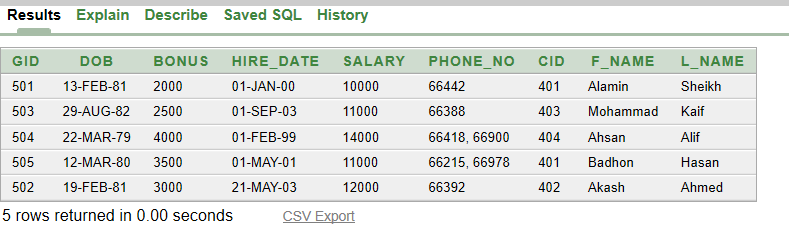 Results Explain Describe Saved SQL History
GID DOB BONUS HIRE_DATE SALARY PHONE_NO CID F_NAME L_NAME
501 13-FEB-81 2000 01-JAN-00 10000 66442 401 Alamin Sheikh
503 29-AUG-82 2500 01-SEP-03 11000 66388 403 Mohammad Kaif
504 22-MAR-79 4000 01-FEB-99 14000 66418, 66900 404 Ahsan Alif
505 12-MAR-80 3500 01-MAY-01 11000 66215, 66978 401 Badhon Hasan
502 19-FEB-81 3000 21-MAY-03 12000 66392 402 Akash Ahmed
5 rows returned in 0.00 seconds CSV Export